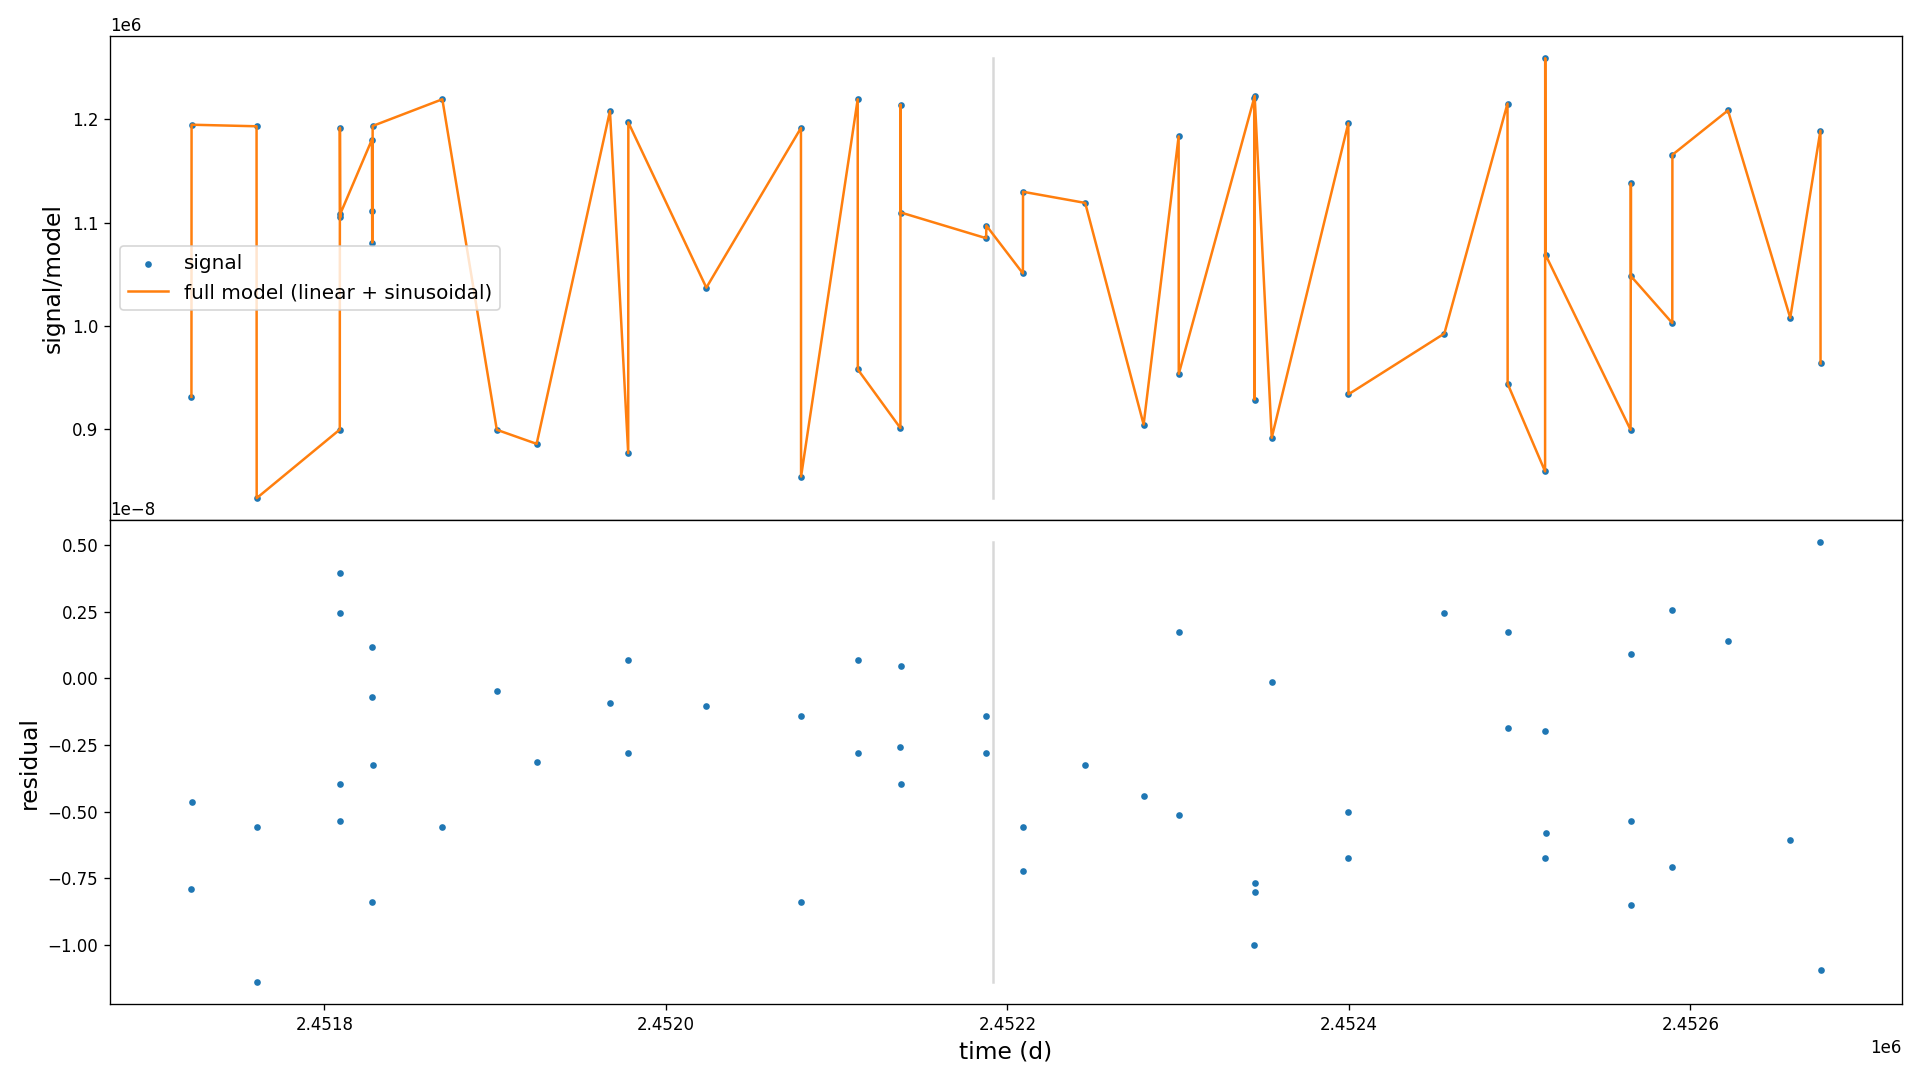 1e6
1.2
1.1
1.0
0.9
signal/model
signal
full model (linear + sinusoidal)
1e−8
0.50
0.25
0.00
−0.25
−0.50
−0.75
−1.00
residual
2.4518
2.4520
2.4522
2.4524
2.4526
time (d)
1e6